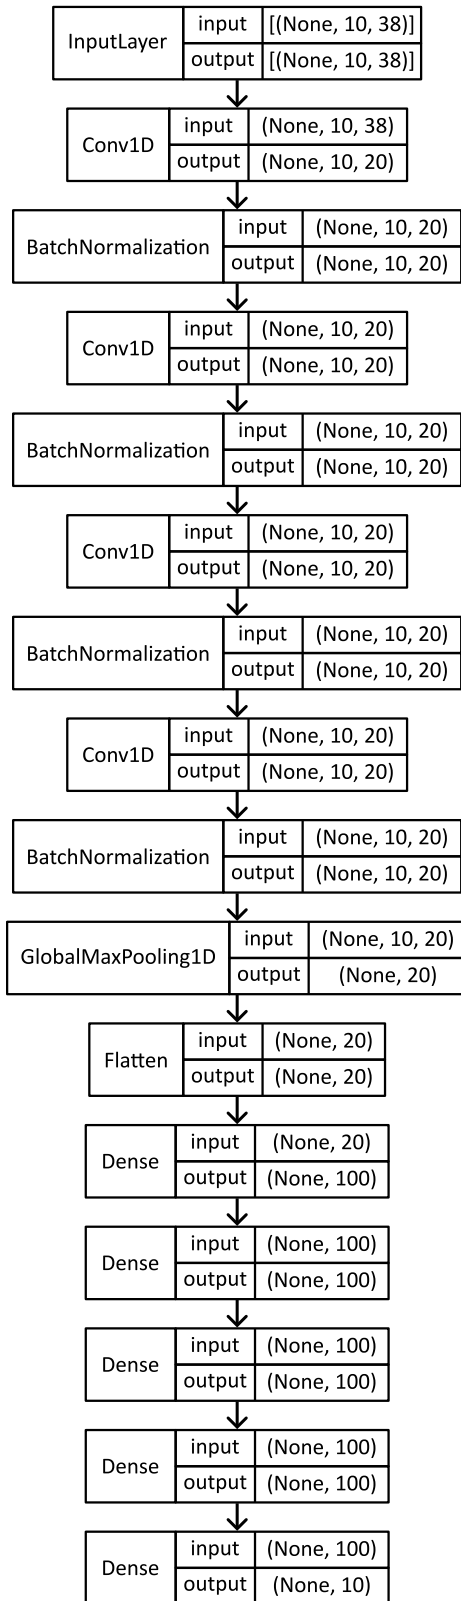 InputLayer input [(None, 10, 38)]
output [(None, 10, 38)]
Conv1D input (None, 10, 38)
output (None, 10, 20)
BatchNormalization input (None, 10, 20)
output (None, 10, 20)
Conv1D input (None, 10, 20)
output (None, 10, 20)
BatchNormalization input (None, 10, 20)
output (None, 10, 20)
Conv1D input (None, 10, 20)
output (None, 10, 20)
BatchNormalization input (None, 10, 20)
output (None, 10, 20)
Conv1D input (None, 10, 20)
output (None, 10, 20)
BatchNormalization input (None, 10, 20)
output (None, 10, 20)
GlobalMaxPooling1D input (None, 10, 20)
output (None, 20)
Flatten input (None, 20)
output (None, 20)
Dense input (None, 20)
output (None, 100)
Dense input (None, 100)
output (None, 100)
Dense input (None, 100)
output (None, 100)
Dense input (None, 100)
output (None, 100)
Dense input (None, 100)
output (None, 10)